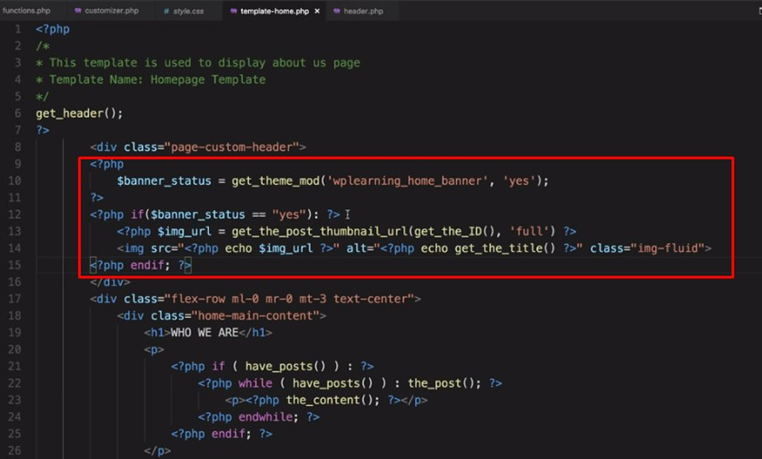 functions.php customizer.php # style.css template-home.php × header.php
1 <?php
2 /*
3 * This template is used to display about us page
4 * Template Name: Homepage Template
5 */
6 get_header();
7 ?>
8 <div class="page-custom-header">
9 <?php
10 $banner_status = get_theme_mod('wplearning_home_banner', 'yes');
11 ?>
12 <?php if($banner_status == "yes"): ?>
13 <?php $img_url = get_the_post_thumbnail_url(get_the_ID(), 'full') ?>
14 <img src="<?php echo $img_url ?>" alt="<?php echo get_the_title() ?>" class="img-fluid">
15 <?php endif; ?>
16 </div>
17 <div class="flex-row ml-0 mr-0 mt-3 text-center">
18 <div class="home-main-content">
19 <h1>WHO WE ARE</h1>
20 <p>
21 <?php if ( have_posts() ) : ?>
22 <?php while ( have_posts() ) : the_post(); ?>
23 <p><?php the_content(); ?></p>
24 <?php endwhile; ?>
25 <?php endif; ?>
26 </p>